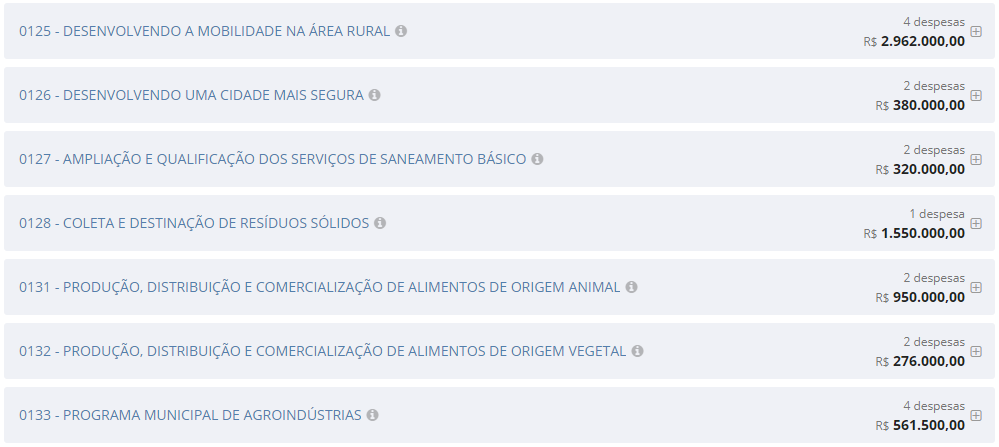 0125 - DESENVOLVENDO A MOBILIDADE NA ÁREA RURAL
4 despesas
R$ 2.962.000,00
0126 - DESENVOLVENDO UMA CIDADE MAIS SEGURA
2 despesas
R$ 380.000,00
0127 - AMPLIAÇÃO E QUALIFICAÇÃO DOS SERVIÇOS DE SANEAMENTO BÁSICO
2 despesas
R$ 320.000,00
0128 - COLETA E DESTINAÇÃO DE RESÍDUOS SÓLIDOS
1 despesa
R$ 1.550.000,00
0131 - PRODUÇÃO, DISTRIBUIÇÃO E COMERCIALIZAÇÃO DE ALIMENTOS DE ORIGEM ANIMAL
2 despesas
R$ 950.000,00
0132 - PRODUÇÃO, DISTRIBUIÇÃO E COMERCIALIZAÇÃO DE ALIMENTOS DE ORIGEM VEGETAL
2 despesas
R$ 276.000,00
0133 - PROGRAMA MUNICIPAL DE AGROINDÚSTRIAS
4 despesas
R$ 561.500,00